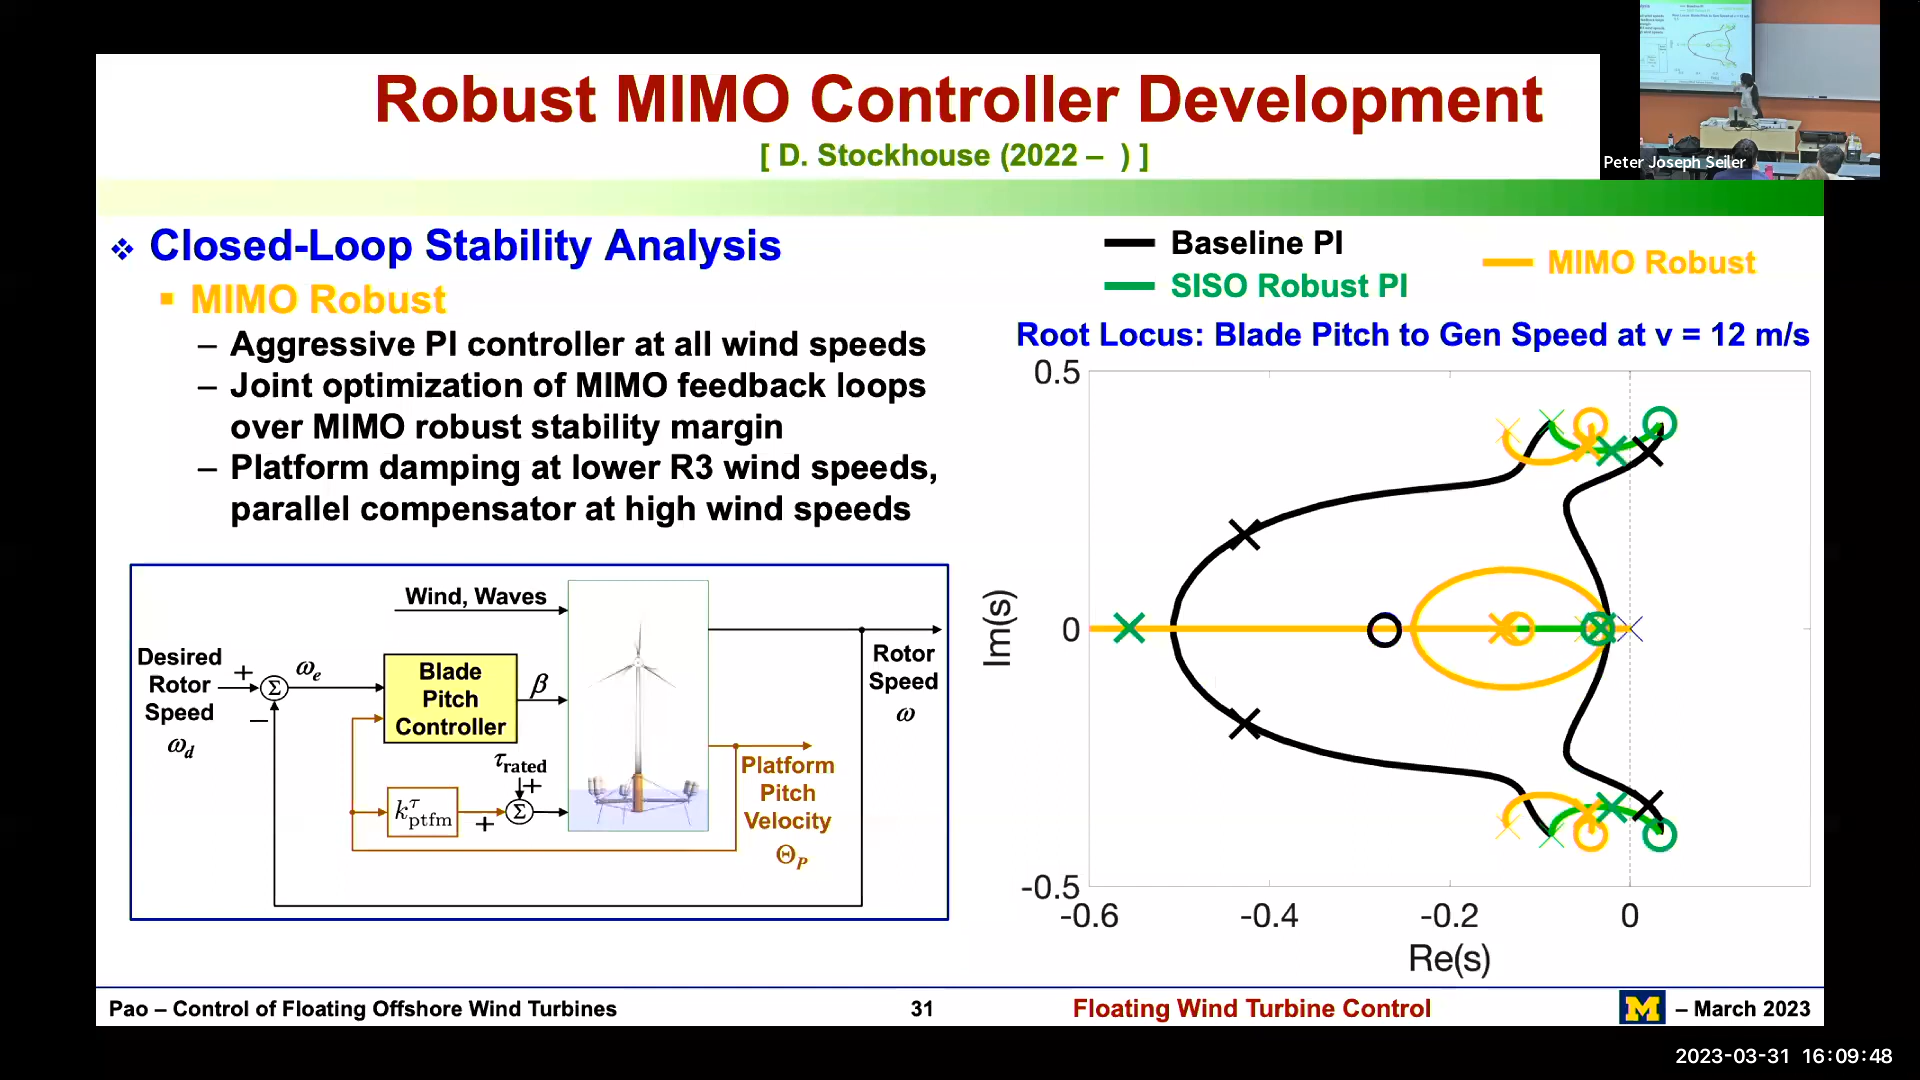 Robust MIMO Controller Development
[ D. Stockhouse (2022 – ) ]
Peter Joseph Seiler
❖ Closed-Loop Stability Analysis
▪ MIMO Robust
– Aggressive PI controller at all wind speeds
– Joint optimization of MIMO feedback loops
over MIMO robust stability margin
– Platform damping at lower R3 wind speeds,
parallel compensator at high wind speeds
Wind, Waves
Desired
Rotor
Speed
ω_d
+
–
Σ
ω_e
Blade
Pitch
Controller
β
τ_rated
+
k^τ_ptfm
+
Σ
Rotor
Speed
ω
Platform
Pitch
Velocity
Θ_P
Baseline PI
SISO Robust PI
MIMO Robust
Root Locus: Blade Pitch to Gen Speed at v = 12 m/s
0.5
0
-0.5
Im(s)
-0.6 -0.4 -0.2 0
Re(s)
Pao – Control of Floating Offshore Wind Turbines 31 Floating Wind Turbine Control M – March 2023
2023-03-31 16:09:48